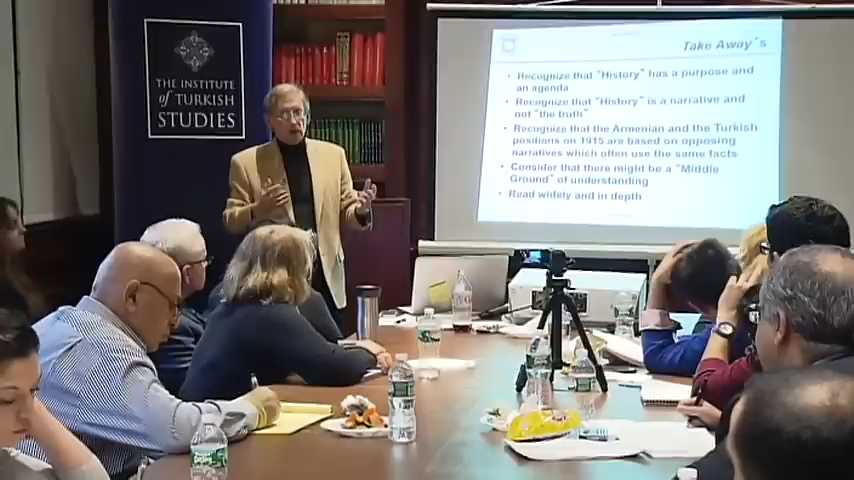 THE INSTITUTE
of TURKISH
STUDIES
Take Away's
• Recognize that "History" has a purpose and
an agenda
• Recognize that "History" is a narrative and
not "the truth"
• Recognize that the Armenian and the Turkish
positions on 1915 are based on opposing
narratives which often use the same facts
• Consider that there might be a "Middle
Ground" of understanding
• Read widely and in depth